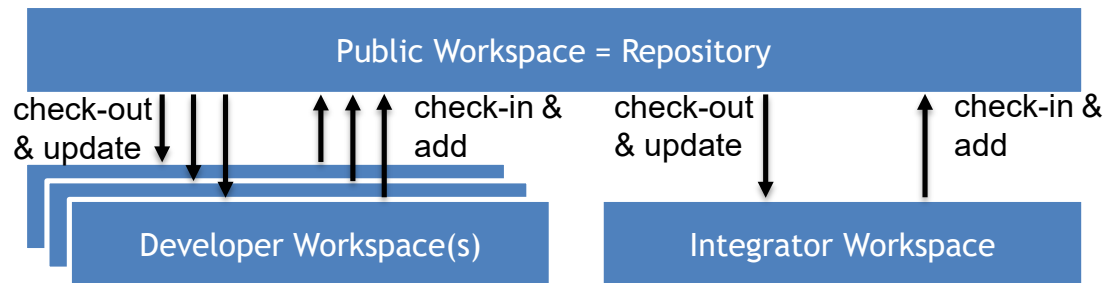 Public Workspace = Repository
check-out
& update
check-in &
add
check-out
& update
check-in &
add
Developer Workspace(s)
Integrator Workspace